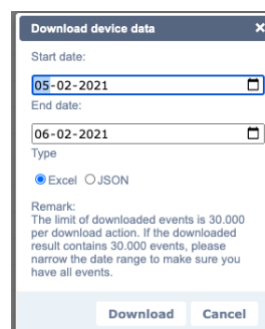 Download device data
Start date:
05-02-2021
End date:
06-02-2021
Type
Excel JSON
Remark:
The limit of downloaded events is 30.000
per download action. If the downloaded
result contains 30.000 events, please
narrow the date range to make sure you
have all events.
Download Cancel